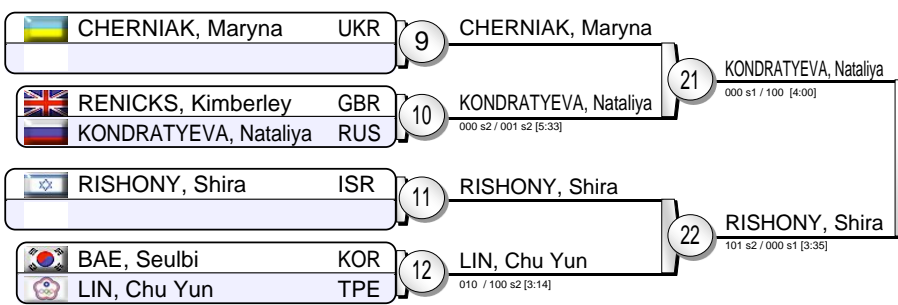 CHERNIAK, Maryna UKR
9
CHERNIAK, Maryna
RENICKS, Kimberley GBR
KONDRATYEVA, Nataliya RUS
10
KONDRATYEVA, Nataliya
000 s2 / 001 s2 [5:33]
21
KONDRATYEVA, Nataliya
000 s1 / 100 [4:00]
RISHONY, Shira ISR
11
RISHONY, Shira
BAE, Seulbi KOR
LIN, Chu Yun TPE
12
LIN, Chu Yun
010 / 100 s2 [3:14]
22
RISHONY, Shira
101 s2 / 000 s1 [3:35]